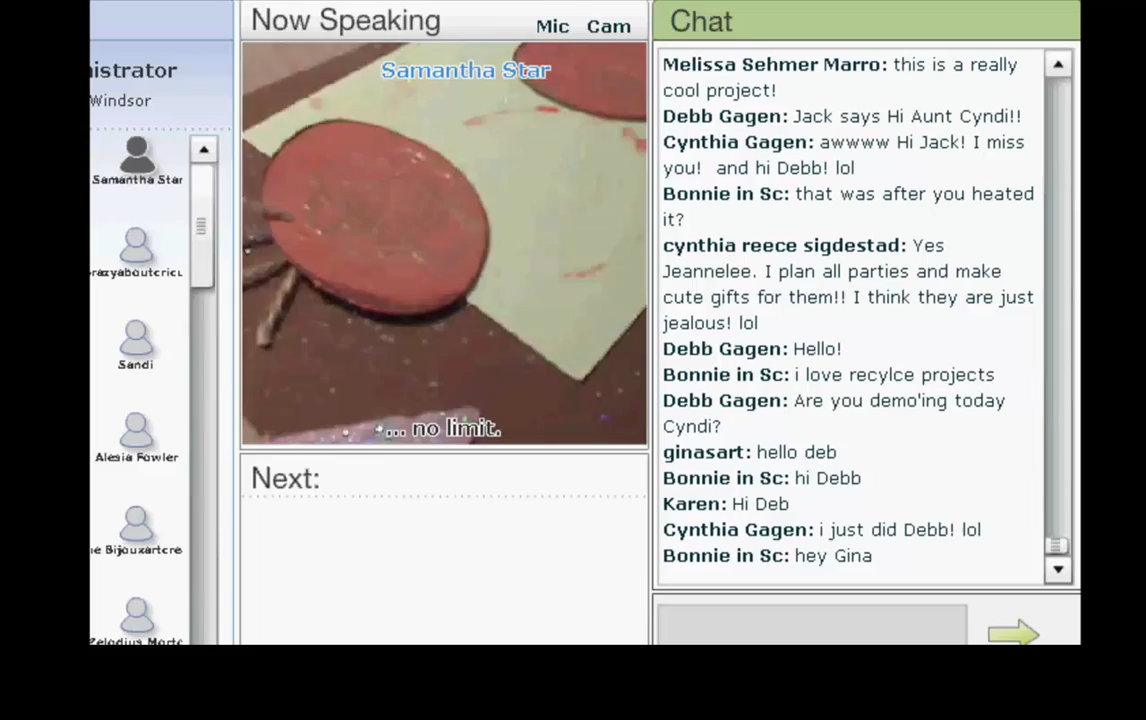 nistrator
Windsor
Samantha Star
Sandi
Alesia Fowler
Now Speaking
Mic Cam
Samantha Star
... no limit.
Next:
Chat
Melissa Sehmer Marro: this is a really
cool project!
Debb Gagen: Jack says Hi Aunt Cyndi!!
Cynthia Gagen: awwww Hi Jack! I miss
you! and hi Debb! lol
Bonnie in Sc: that was after you heated
it?
cynthia reece sigdestad: Yes
Jeannelee. I plan all parties and make
cute gifts for them!! I think they are just
jealous! lol
Debb Gagen: Hello!
Bonnie in Sc: i love recylce projects
Debb Gagen: Are you demo'ing today
Cyndi?
ginasart: hello deb
Bonnie in Sc: hi Debb
Karen: Hi Deb
Cynthia Gagen: i just did Debb! lol
Bonnie in Sc: hey Gina